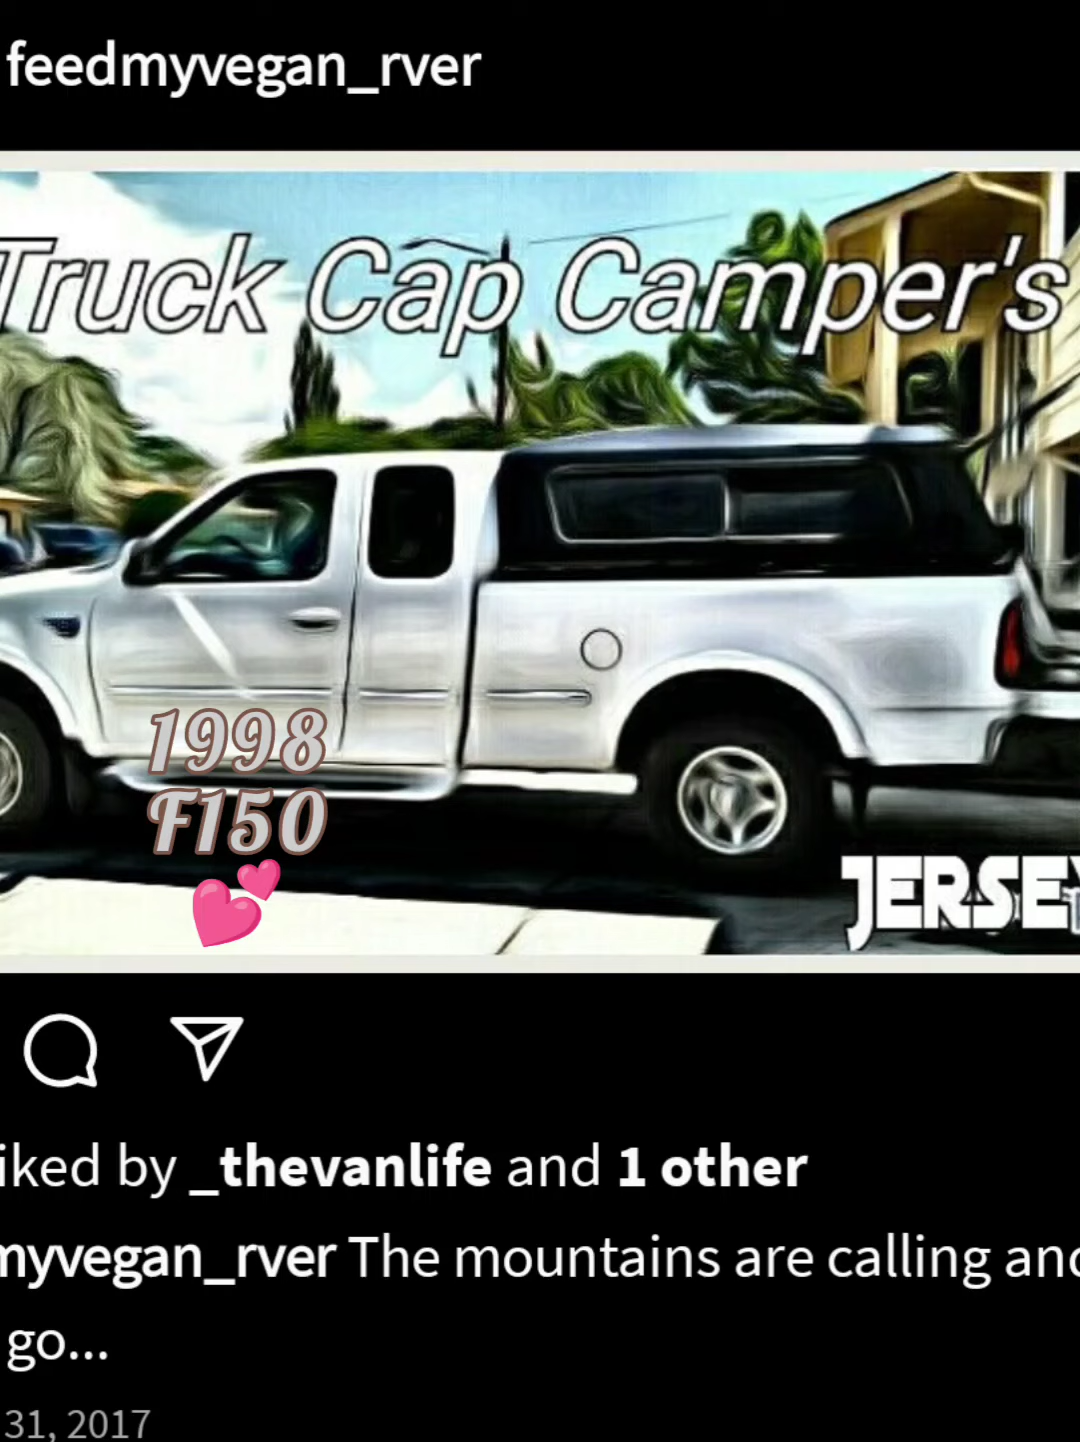 feedmyvegan_rver
Truck Cap Camper's
1998
F150
JERSEY
iked by _thevanlife and 1 other
myvegan_rver The mountains are calling and
go...
31, 2017